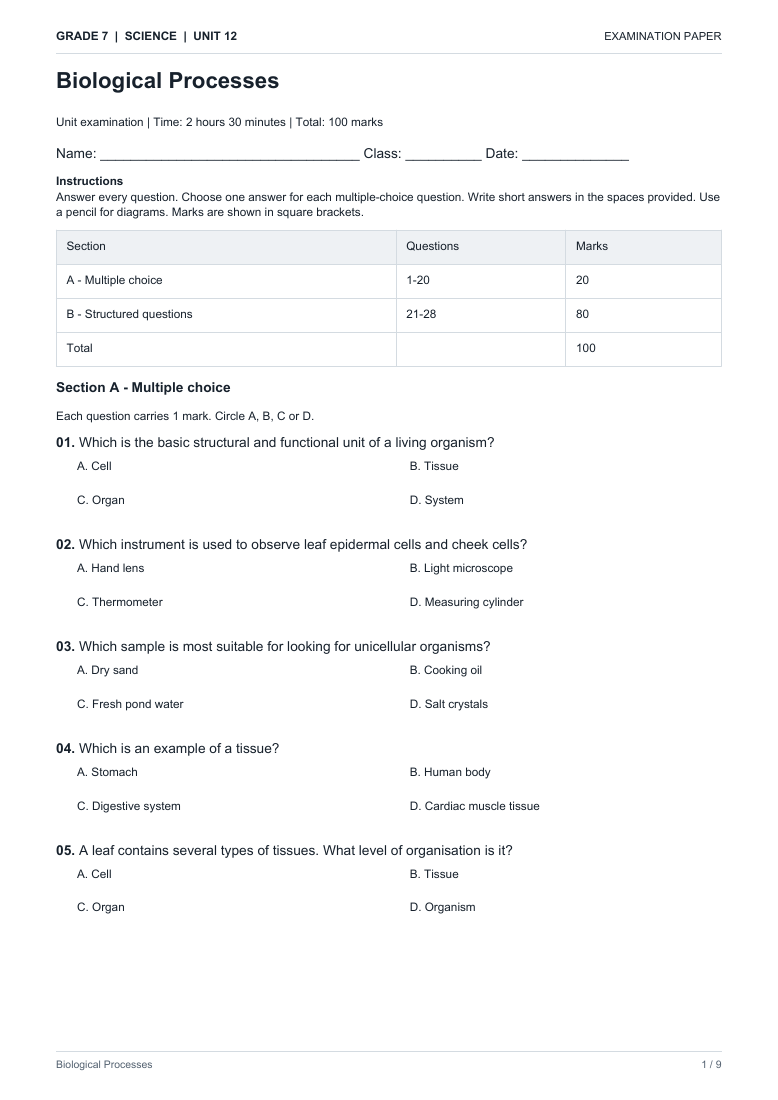 GRADE 7 | SCIENCE | UNIT 12 EXAMINATION PAPER
Biological Processes
Unit examination | Time: 2 hours 30 minutes | Total: 100 marks
Name: __________________________________ Class: __________ Date: ______________
Instructions
Answer every question. Choose one answer for each multiple-choice question. Write short answers in the spaces provided. Use
a pencil for diagrams. Marks are shown in square brackets.
Section Questions Marks
A - Multiple choice 1-20 20
B - Structured questions 21-28 80
Total 100
Section A - Multiple choice
Each question carries 1 mark. Circle A, B, C or D.
01. Which is the basic structural and functional unit of a living organism?
A. Cell B. Tissue
C. Organ D. System
02. Which instrument is used to observe leaf epidermal cells and cheek cells?
A. Hand lens B. Light microscope
C. Thermometer D. Measuring cylinder
03. Which sample is most suitable for looking for unicellular organisms?
A. Dry sand B. Cooking oil
C. Fresh pond water D. Salt crystals
04. Which is an example of a tissue?
A. Stomach B. Human body
C. Digestive system D. Cardiac muscle tissue
05. A leaf contains several types of tissues. What level of organisation is it?
A. Cell B. Tissue
C. Organ D. Organism
Biological Processes 1 / 9